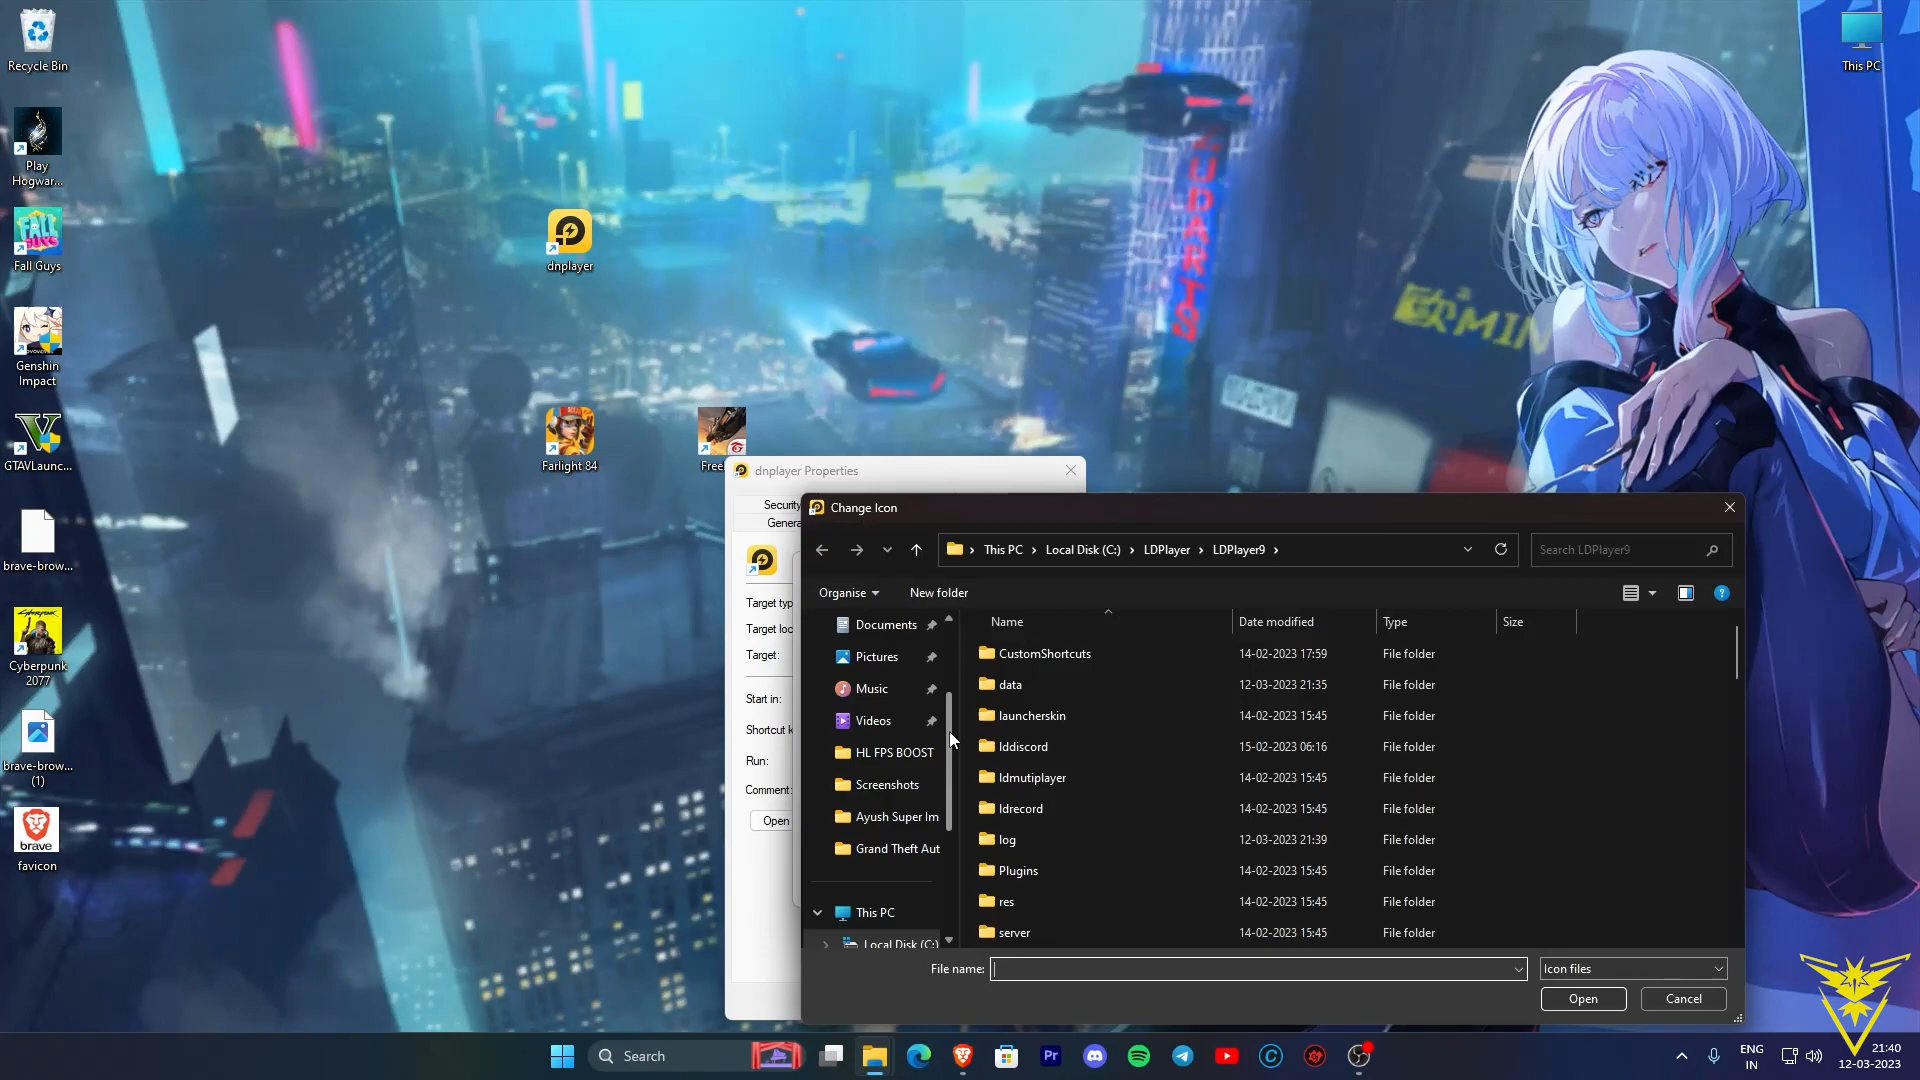 Recycle Bin
This PC
Play
Hogwar...
FALL
GUYS
Fall Guys
dnplayer
Genshin
Impact
GTAVLaunc...
Farlight 84
brave-brow...
Cyberpunk
2077
brave-brow...
(1)
brave
favicon
dnplayer Properties
Security
Target:
Start in:
Run:
Comment:
Open
Change Icon
This PC
Local Disk (C:)
LDPlayer
LDPlayer9
Search LDPlayer9
Organise
New folder
Documents
Pictures
Music
Videos
HL FPS BOOST
Screenshots
Ayush Super Im
Grand Theft Aut
This PC
Local Disk (C:)
Name
Date modified
Type
Size
CustomShortcuts 14-02-2023 17:59 File folder
data 12-03-2023 21:35 File folder
launcherskin 14-02-2023 15:45 File folder
lddiscord 15-02-2023 06:16 File folder
ldmutiplayer 14-02-2023 15:45 File folder
ldrecord 14-02-2023 15:45 File folder
log 12-03-2023 21:39 File folder
Plugins 14-02-2023 15:45 File folder
res 14-02-2023 15:45 File folder
server 14-02-2023 15:45 File folder
File name:
Icon files
Open
Cancel
Search
Pr
ENG
IN
21:40
12-03-2023